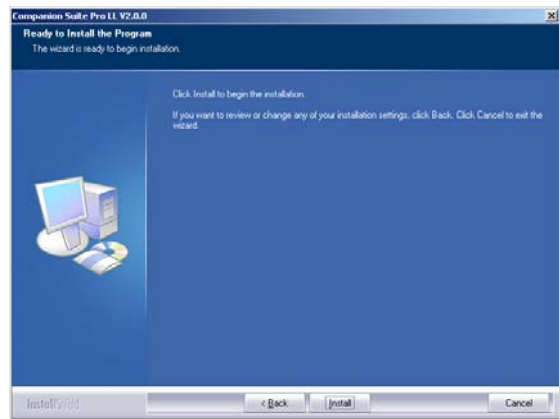 Companion Suite Pro LL V2.0.0
Ready to Install the Program
The wizard is ready to begin installation.
Click Install to begin the installation.
If you want to review or change any of your installation settings, click Back. Click Cancel to exit the
wizard.
InstallShield
< Back
Install
Cancel